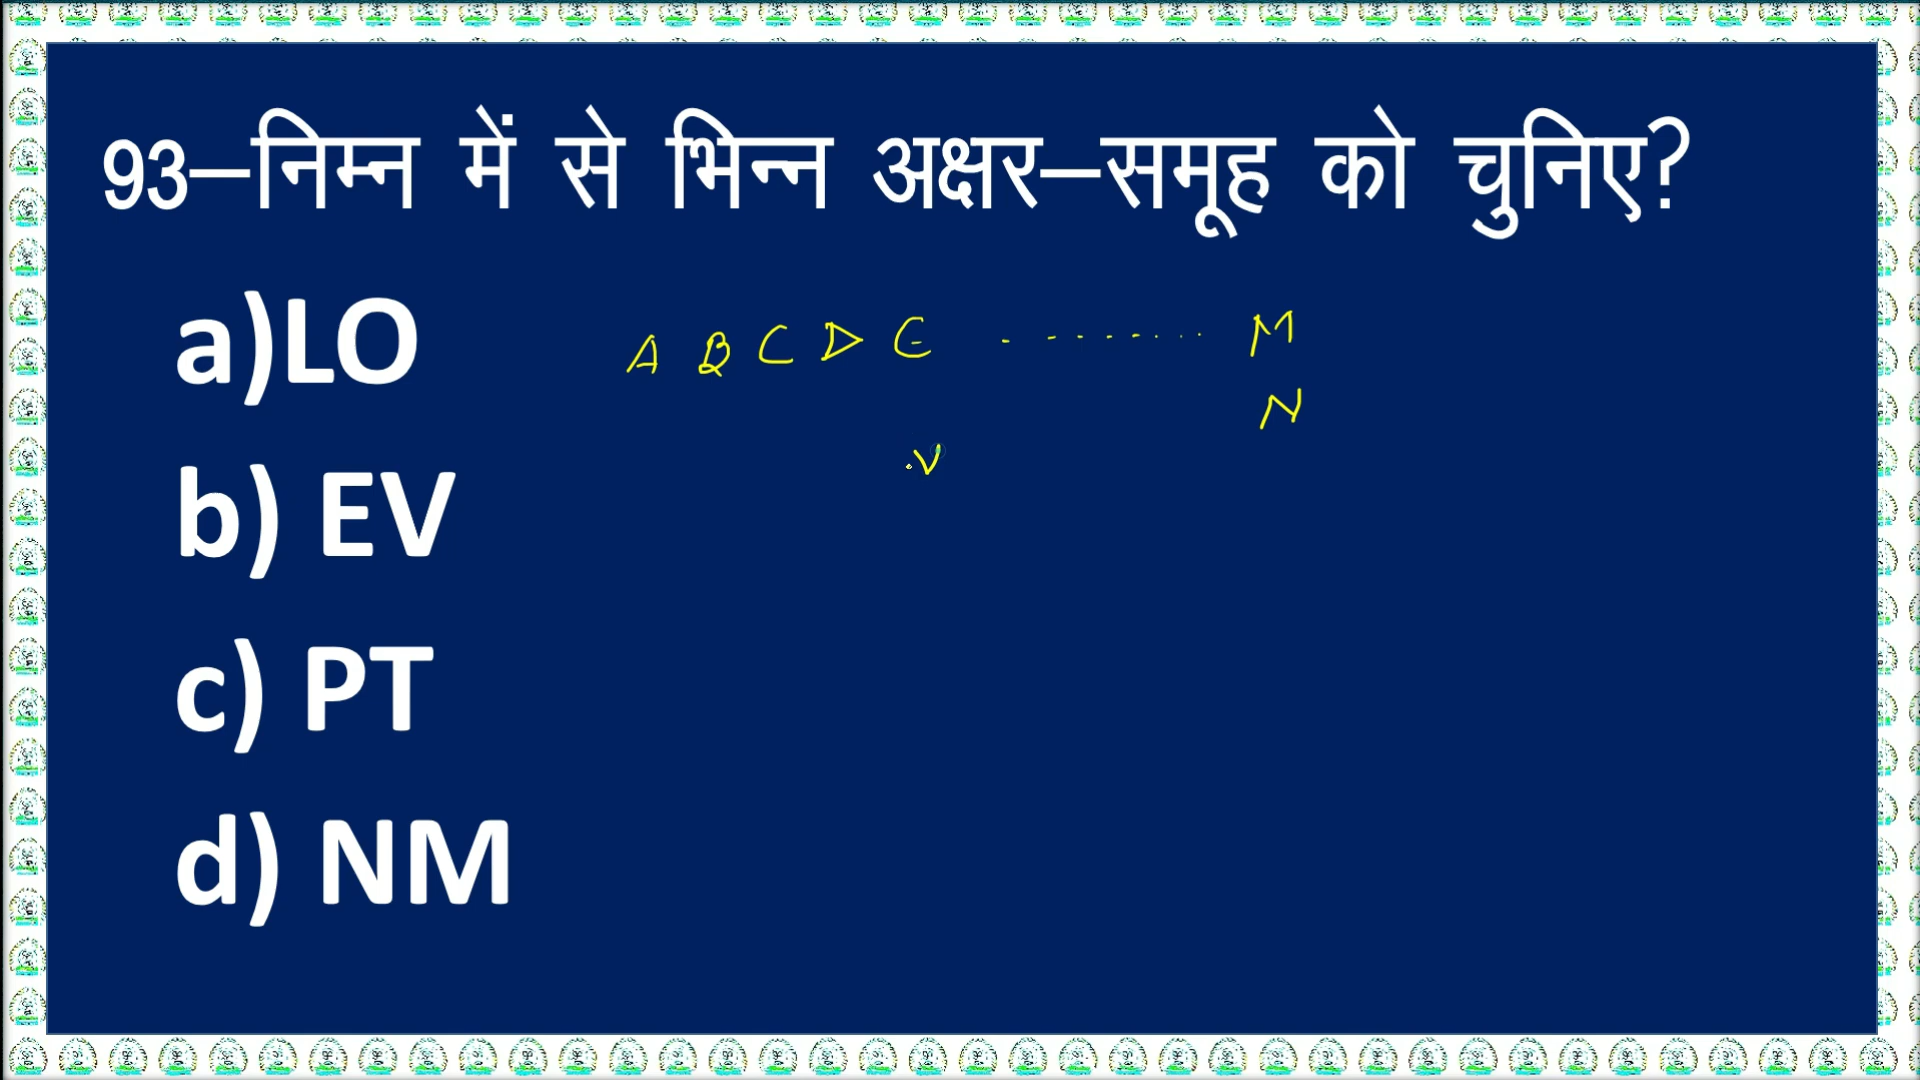 93–निम्न में से भिन्न अक्षर–समूह को चुनिए?
a)LO
A B C D E ......... M
N
.V
b) EV
c) PT
d) NM